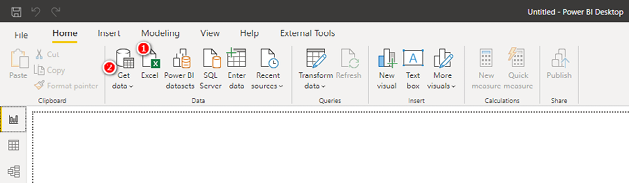 Untitled - Power BI Desktop
File Home Insert Modeling View Help External Tools
1
2
Paste
Cut
Copy
Format painter
Clipboard
Get data
Excel
Power BI datasets
SQL Server
Enter data
Recent sources
Data
Transform data
Refresh
Queries
New visual
Text box
More visuals
Insert
New measure
Quick measure
Calculations
Publish
Share